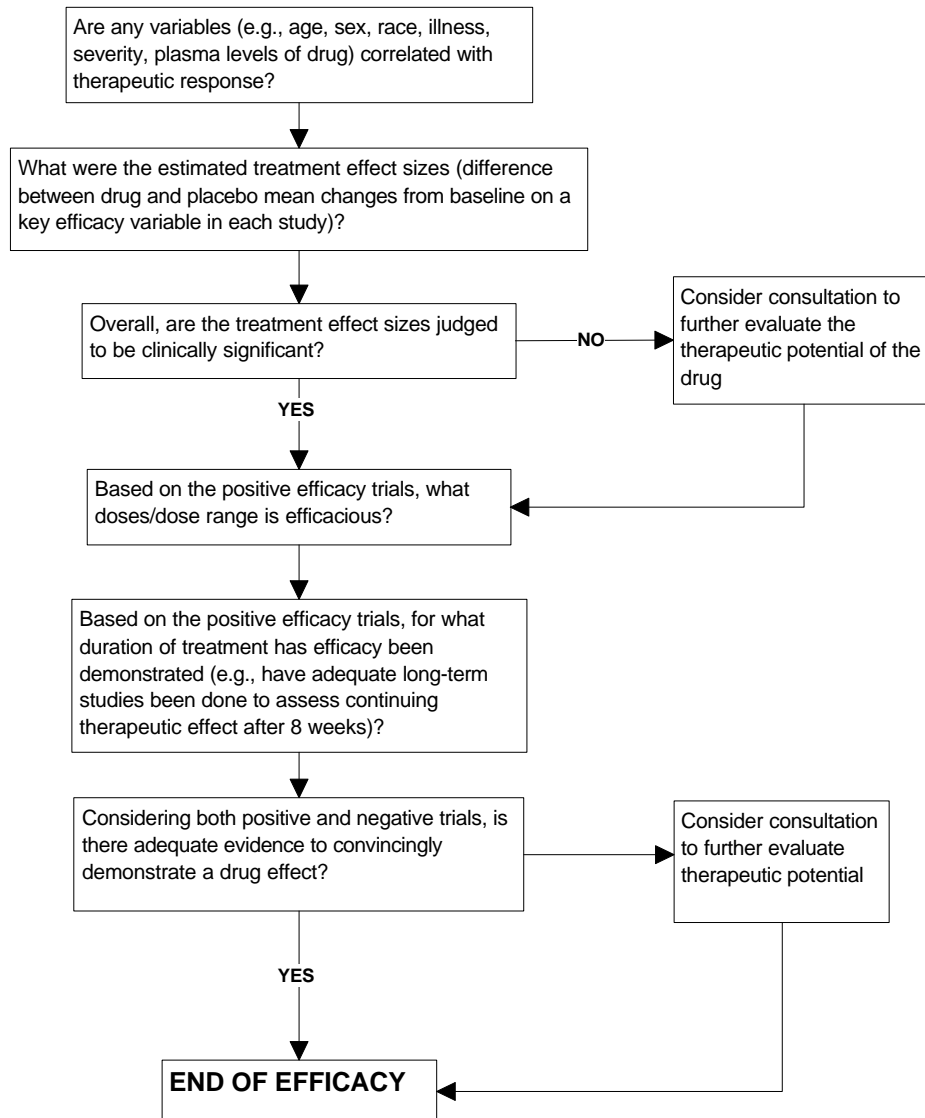 Are any variables (e.g., age, sex, race, illness,
severity, plasma levels of drug) correlated with
therapeutic response?
What were the estimated treatment effect sizes (difference
between drug and placebo mean changes from baseline on a
key efficacy variable in each study)?
Overall, are the treatment effect sizes judged
to be clinically significant?
NO
Consider consultation to
further evaluate the
therapeutic potential of the
drug
YES
Based on the positive efficacy trials, what
doses/dose range is efficacious?
Based on the positive efficacy trials, for what
duration of treatment has efficacy been
demonstrated (e.g., have adequate long-term
studies been done to assess continuing
therapeutic effect after 8 weeks)?
Considering both positive and negative trials, is
there adequate evidence to convincingly
demonstrate a drug effect?
Consider consultation
to further evaluate
therapeutic potential
YES
END OF EFFICACY